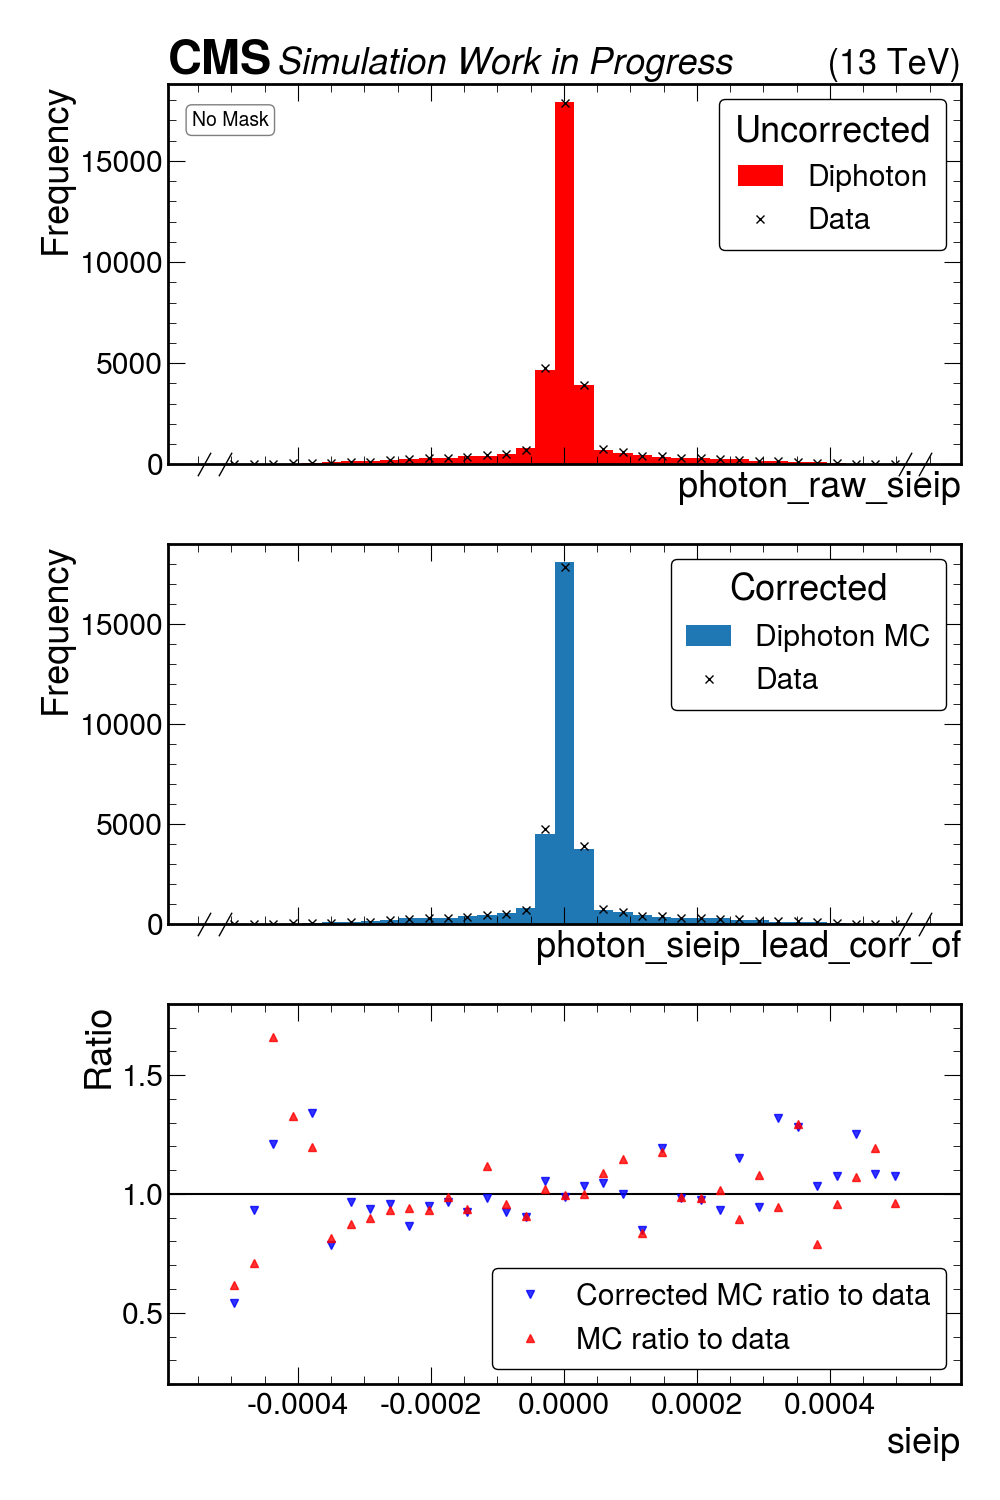 CMS Simulation Work in Progress (13 TeV)
Frequency
No Mask
Uncorrected
Diphoton
Data
15000
10000
5000
0
photon_raw_sieip
Frequency
Corrected
Diphoton MC
Data
15000
10000
5000
0
photon_sieip_lead_corr_of
Ratio
1.5
1.0
0.5
Corrected MC ratio to data
MC ratio to data
-0.0004 -0.0002 0.0000 0.0002 0.0004
sieip